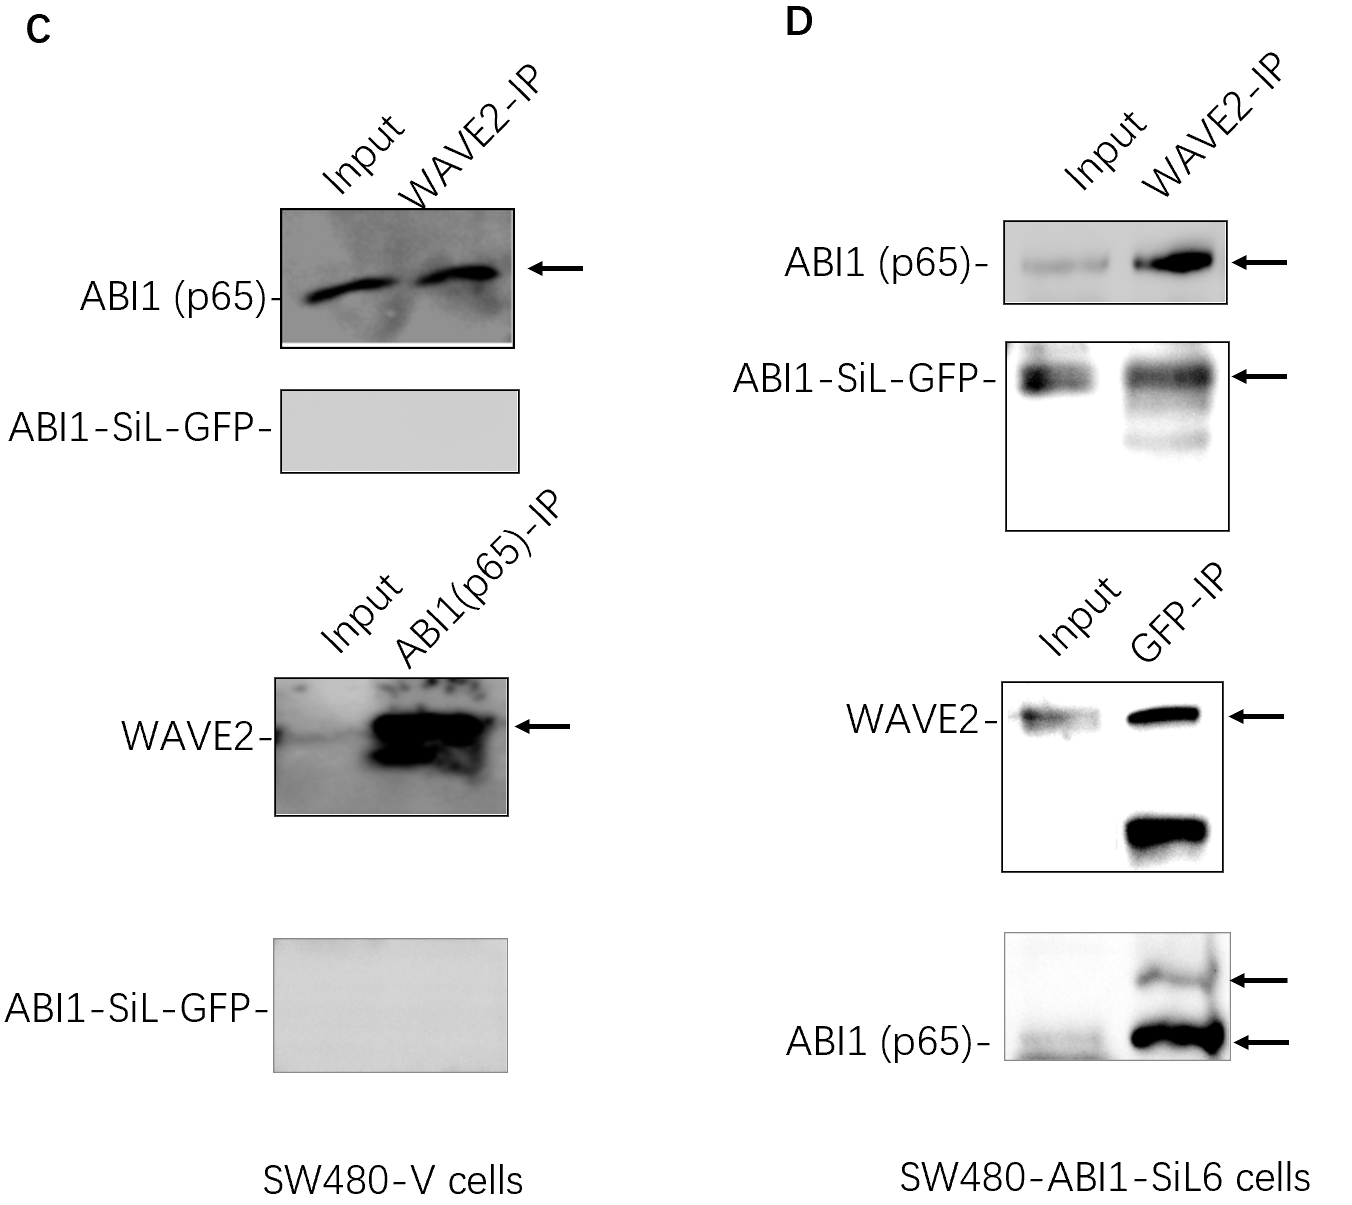 C
Input
WAVE2-IP
ABI1 (p65)-
ABI1-SiL-GFP-
Input
ABI1(p65)-IP
WAVE2-
ABI1-SiL-GFP-
SW480-V cells
D
Input
WAVE2-IP
ABI1 (p65)-
ABI1-SiL-GFP-
Input
GFP-IP
WAVE2-
ABI1 (p65)-
SW480-ABI1-SiL6 cells